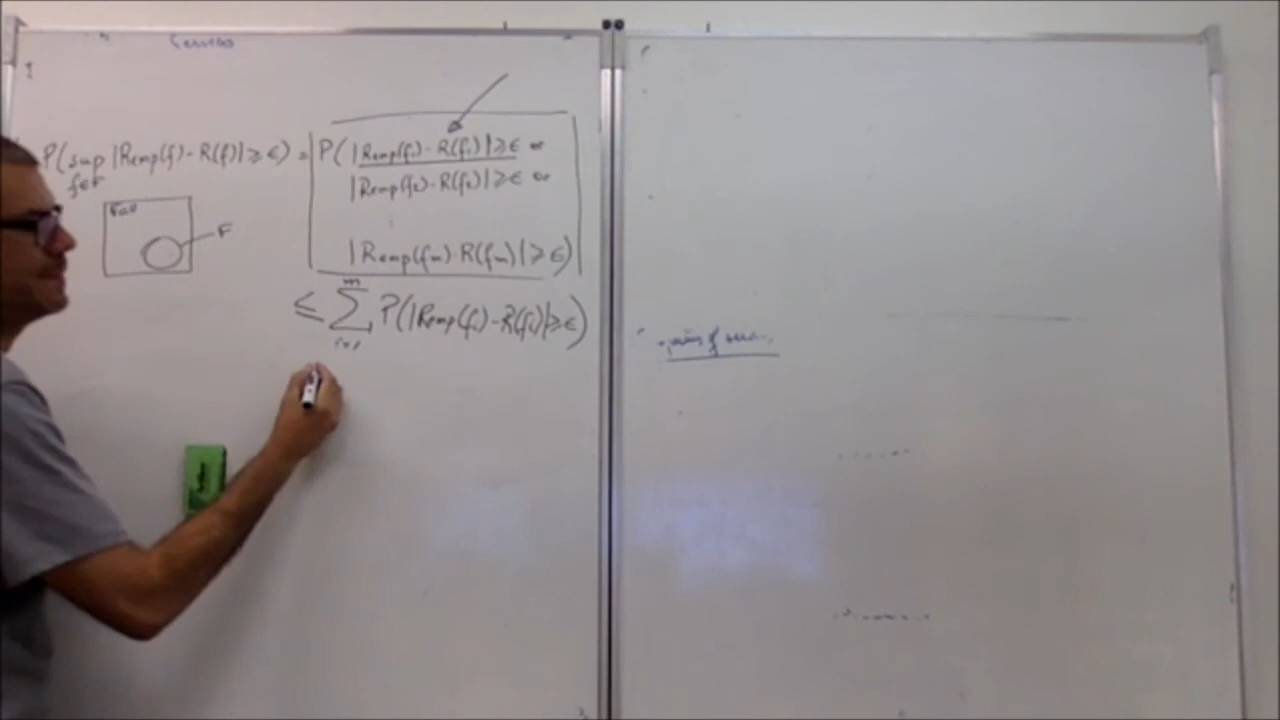 P(sup |Remp(f) - R(f)| ≥ ϵ) = P(|Remp(f₁) - R(f₁)| ≥ ϵ or
f∈F
|Remp(f₂) - R(f₂)| ≥ ϵ or
F
|Remp(fm) - R(fm)| ≥ ϵ)
m
≤ ∑ P(|Remp(fi) - R(fi)| ≥ ϵ)
i=1